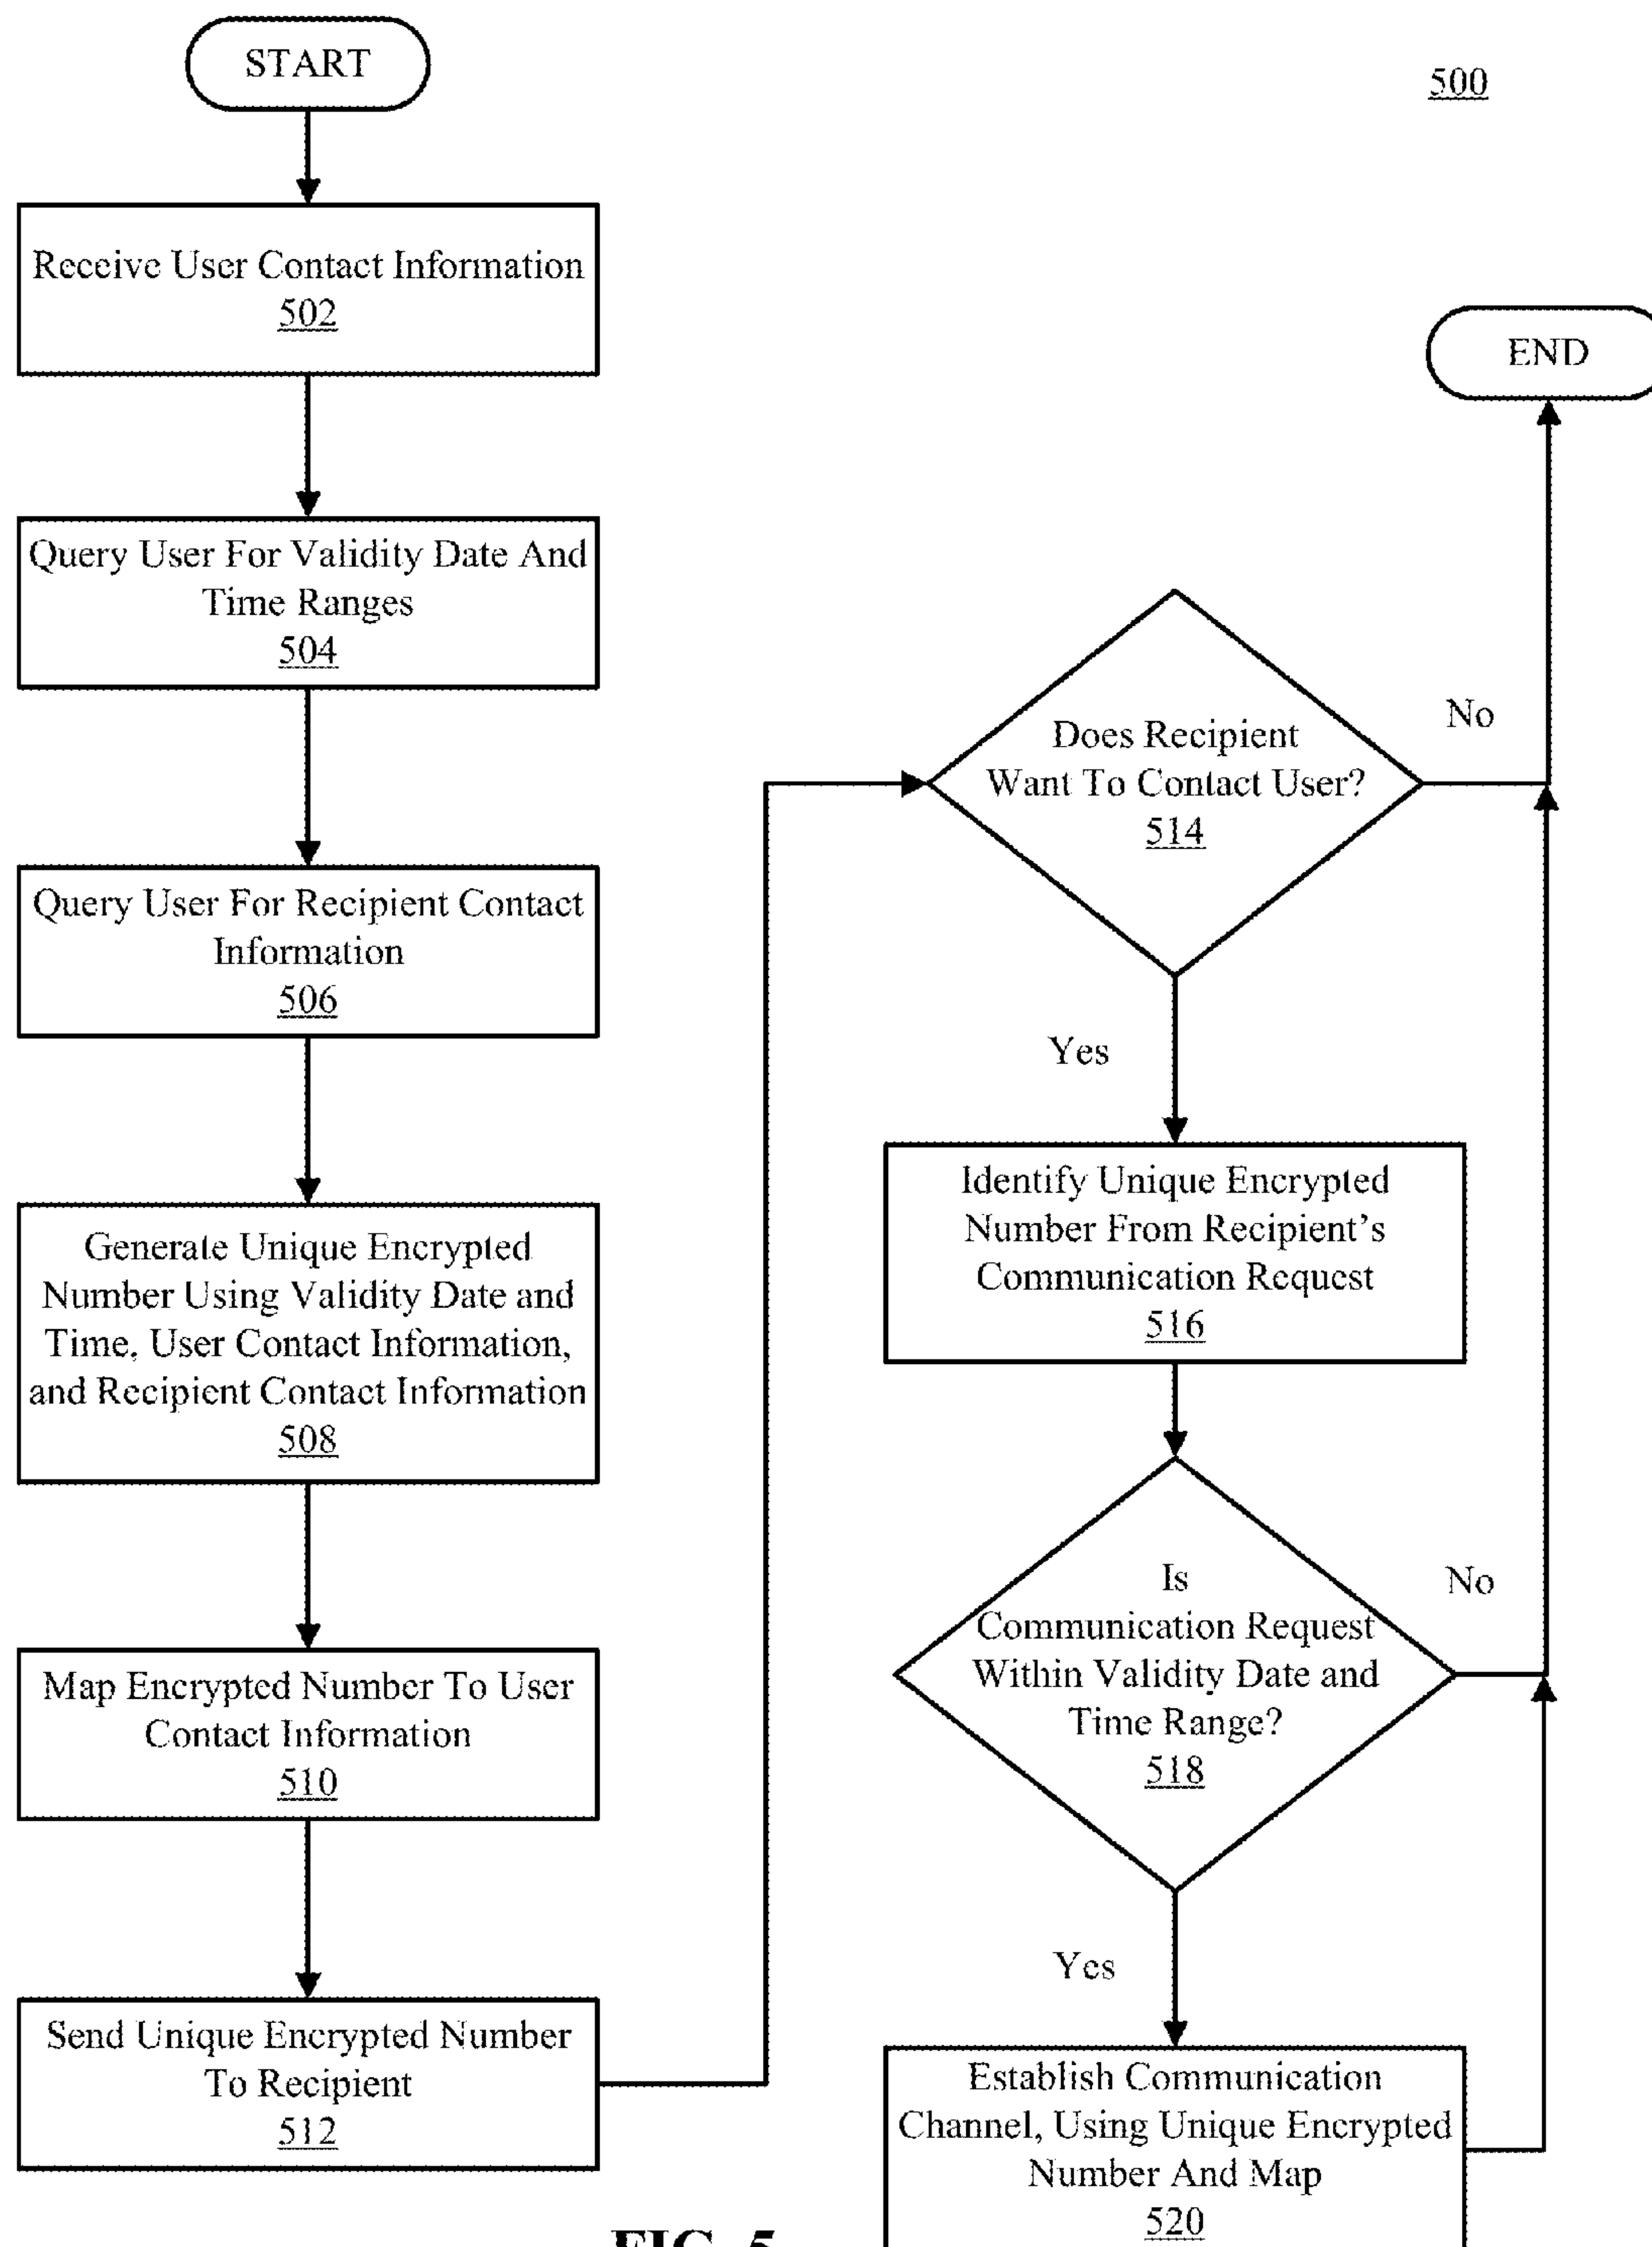 START
500
Receive User Contact Information
502
Query User For Validity Date And
Time Ranges
504
Query User For Recipient Contact
Information
506
Generate Unique Encrypted
Number Using Validity Date and
Time, User Contact Information,
and Recipient Contact Information
508
Map Encrypted Number To User
Contact Information
510
Send Unique Encrypted Number
To Recipient
512
END
Does Recipient
Want To Contact User?
514
No
Yes
Identify Unique Encrypted
Number From Recipient's
Communication Request
516
Is
Communication Request
Within Validity Date and
Time Range?
518
No
Yes
Establish Communication
Channel, Using Unique Encrypted
Number And Map
520
FIG. 5